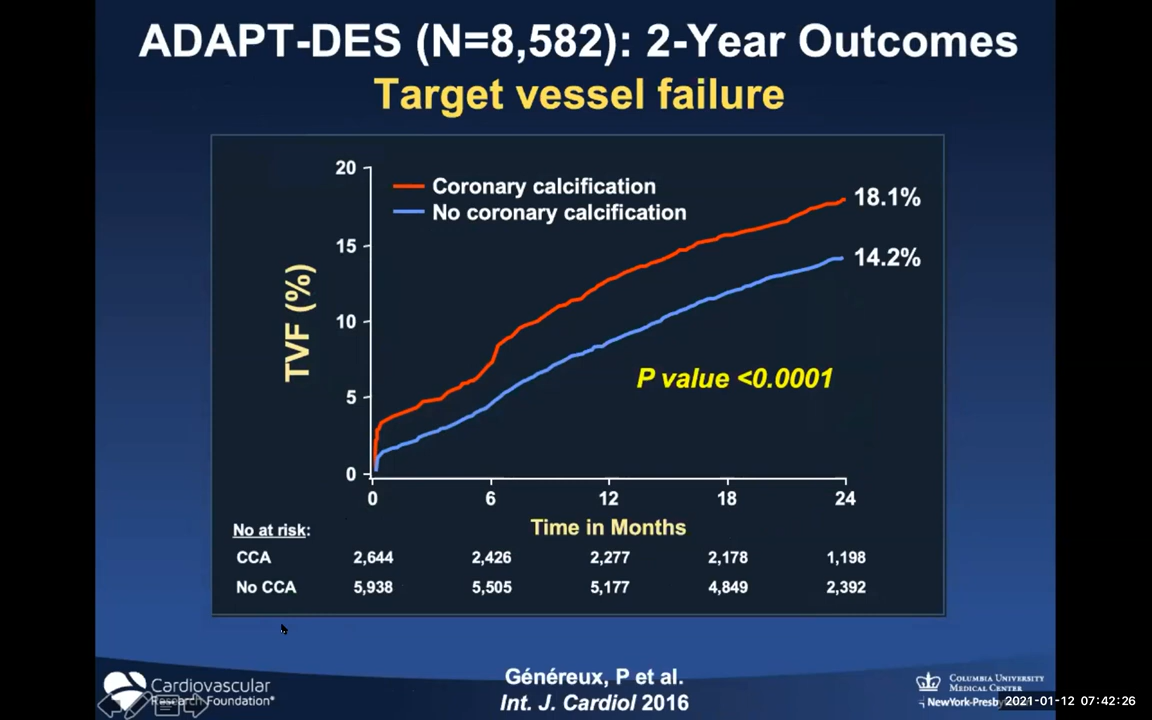 ADAPT-DES (N=8,582): 2-Year Outcomes
Target vessel failure
20
15
10
5
0
TVF (%)
Coronary calcification
No coronary calcification
18.1%
14.2%
P value <0.0001
0 6 12 18 24
Time in Months
No at risk:
CCA 2,644 2,426 2,277 2,178 1,198
No CCA 5,938 5,505 5,177 4,849 2,392
Généreux, P et al.
Int. J. Cardiol 2016
Cardiovascular
Research Foundation®
COLUMBIA UNIVERSITY
MEDICAL CENTER
NewYork-Presby
2021-01-12 07:42:26